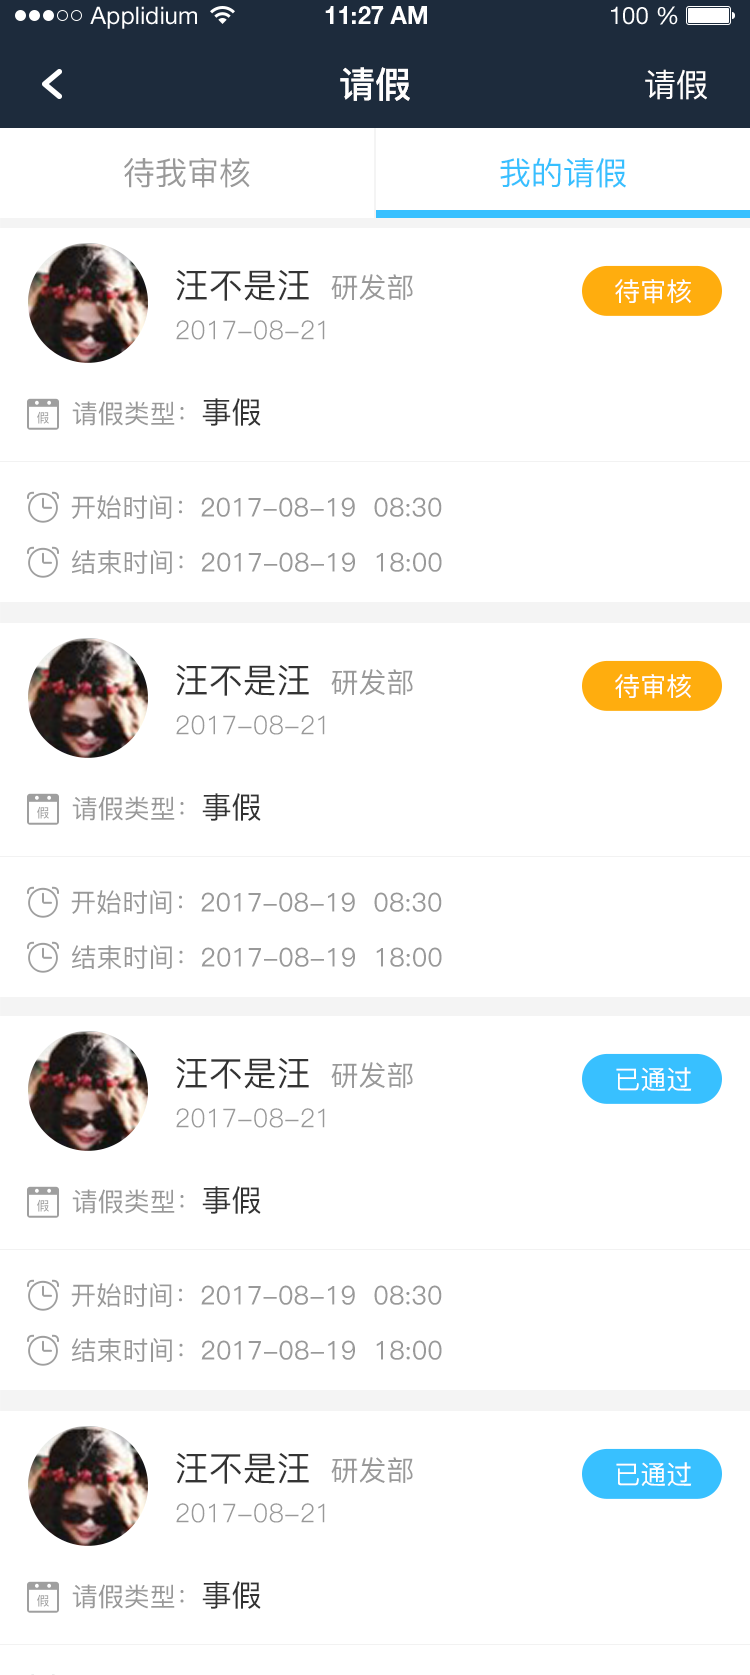 Applidium 11:27 AM 100 %
请假 请假
待我审核 我的请假
汪不是汪 研发部 待审核
2017-08-21
假 请假类型: 事假
开始时间: 2017-08-19 08:30
结束时间: 2017-08-19 18:00
汪不是汪 研发部 待审核
2017-08-21
假 请假类型: 事假
开始时间: 2017-08-19 08:30
结束时间: 2017-08-19 18:00
汪不是汪 研发部 已通过
2017-08-21
假 请假类型: 事假
开始时间: 2017-08-19 08:30
结束时间: 2017-08-19 18:00
汪不是汪 研发部 已通过
2017-08-21
假 请假类型: 事假